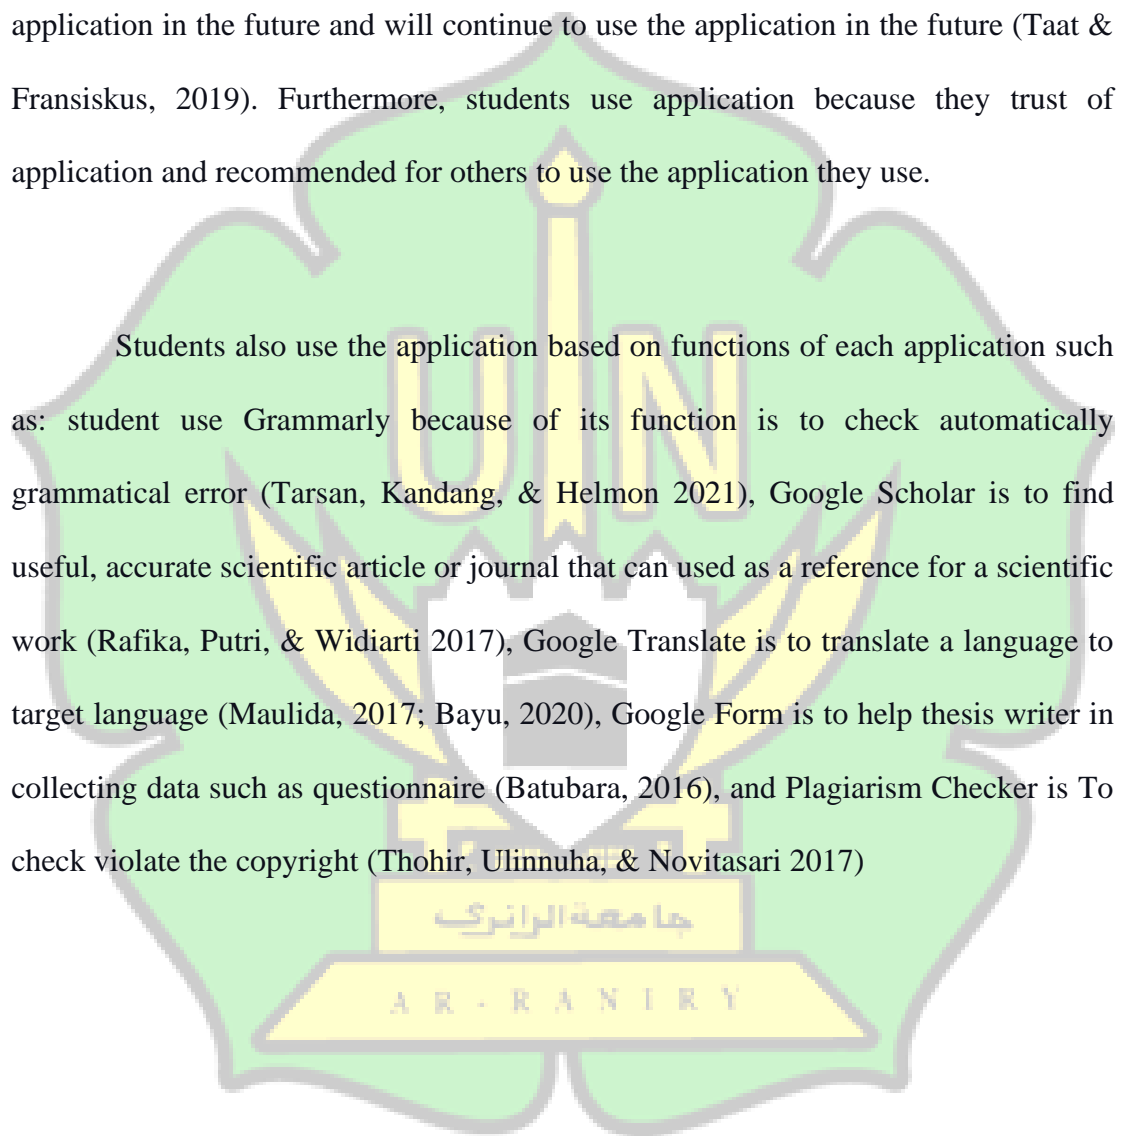 application in the future and will continue to use the application in the future (Taat &
Fransiskus, 2019). Furthermore, students use application because they trust of
application and recommended for others to use the application they use.
Students also use the application based on functions of each application such
as: student use Grammarly because of its function is to check automatically
grammatical error (Tarsan, Kandang, & Helmon 2021), Google Scholar is to find
useful, accurate scientific article or journal that can used as a reference for a scientific
work (Rafika, Putri, & Widiarti 2017), Google Translate is to translate a language to
target language (Maulida, 2017; Bayu, 2020), Google Form is to help thesis writer in
collecting data such as questionnaire (Batubara, 2016), and Plagiarism Checker is To
check violate the copyright (Thohir, Ulinnuha, & Novitasari 2017)
UIN
جامعة الرانري
AR-RANIRY